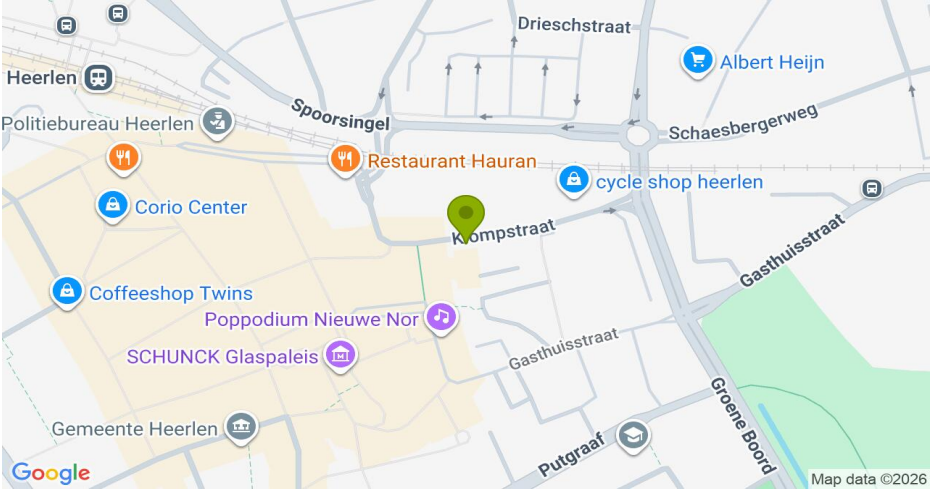 Drieschstraat
Albert Heijn
Heerlen
Spoorsingel
Politiebureau Heerlen
Schaesbergerweg
Restaurant Hauran
cycle shop heerlen
Corio Center
Klompstraat
Gasthuisstraat
Coffeeshop Twins
Poppodium Nieuwe Nor
SCHUNCK Glaspaleis
Gasthuisstraat
Groene Boord
Gemeente Heerlen
Putgraaf
Google
Map data ©2026